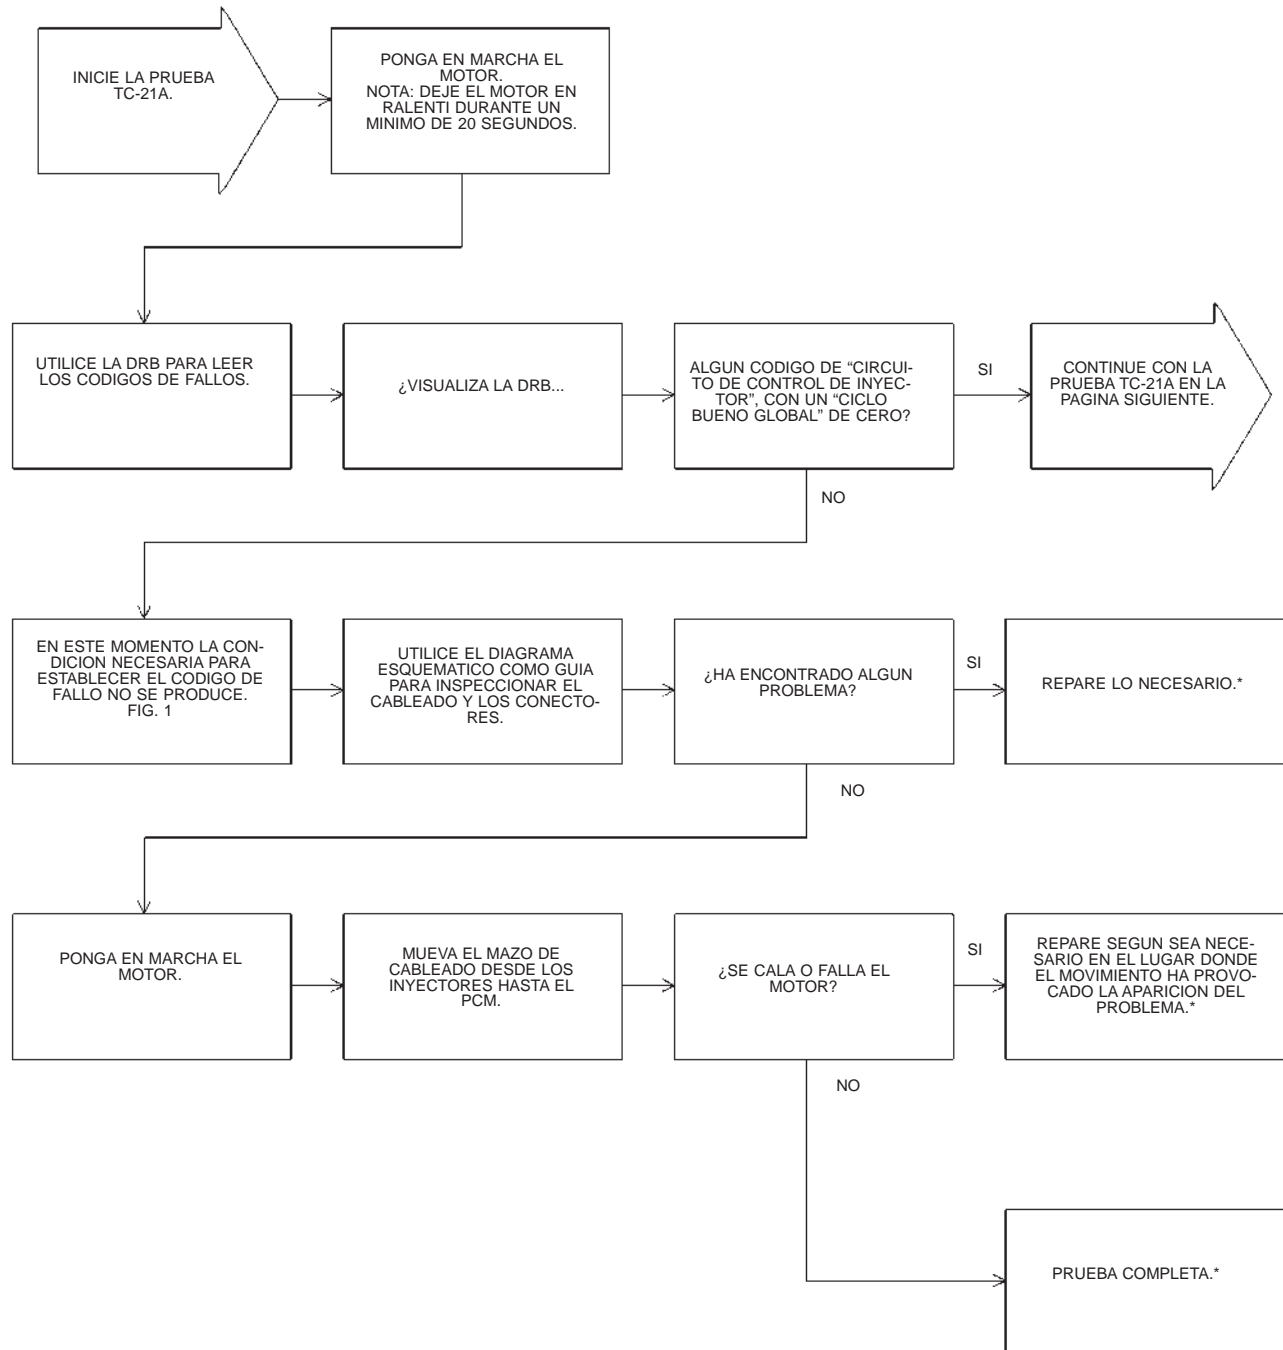 INICIE LA PRUEBA
TC-21A.
PONGA EN MARCHA EL
MOTOR.
NOTA: DEJE EL MOTOR EN
RALENTI DURANTE UN
MINIMO DE 20 SEGUNDOS.
UTILICE LA DRB PARA LEER
LOS CODIGOS DE FALLOS.
¿VISUALIZA LA DRB...
ALGUN CODIGO DE “CIRCUI-
TO DE CONTROL DE INYEC-
TOR”, CON UN “CICLO
BUENO GLOBAL” DE CERO?
SI
CONTINUE CON LA
PRUEBA TC-21A EN LA
PAGINA SIGUIENTE.
NO
EN ESTE MOMENTO LA CON-
DICION NECESARIA PARA
ESTABLECER EL CODIGO DE
FALLO NO SE PRODUCE.
FIG. 1
UTILICE EL DIAGRAMA
ESQUEMATICO COMO GUIA
PARA INSPECCIONAR EL
CABLEADO Y LOS CONECTO-
RES.
¿HA ENCONTRADO ALGUN
PROBLEMA?
SI
REPARE LO NECESARIO.*
NO
PONGA EN MARCHA EL
MOTOR.
MUEVA EL MAZO DE
CABLEADO DESDE LOS
INYECTORES HASTA EL
PCM.
¿SE CALA O FALLA EL
MOTOR?
SI
REPARE SEGUN SEA NECE-
SARIO EN EL LUGAR DONDE
EL MOVIMIENTO HA PROVO-
CADO LA APARICION DEL
PROBLEMA.*
NO
PRUEBA COMPLETA.*